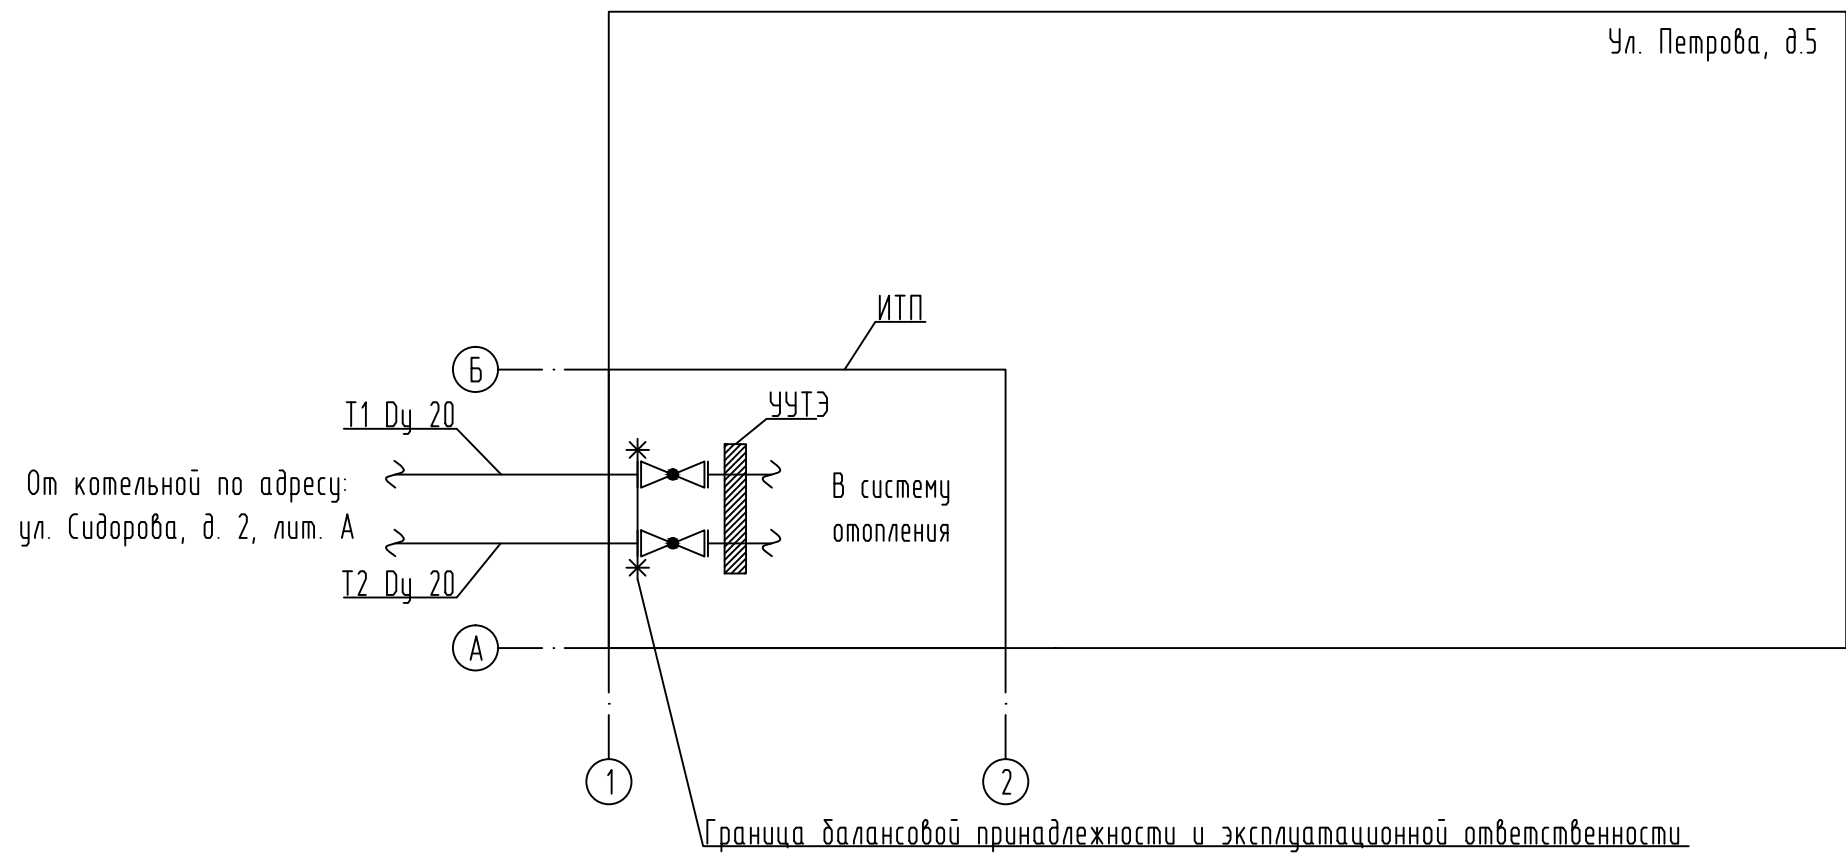 Ул. Петрова, д.5
ИТП
Б
УУТЭ
Т1 Dy 20
От котельной по адресу:
ул. Сидорова, д. 2, лит. А
В систему
отопления
Т2 Dy 20
А
1
2
Граница балансовой принадлежности и эксплуатационной ответственности